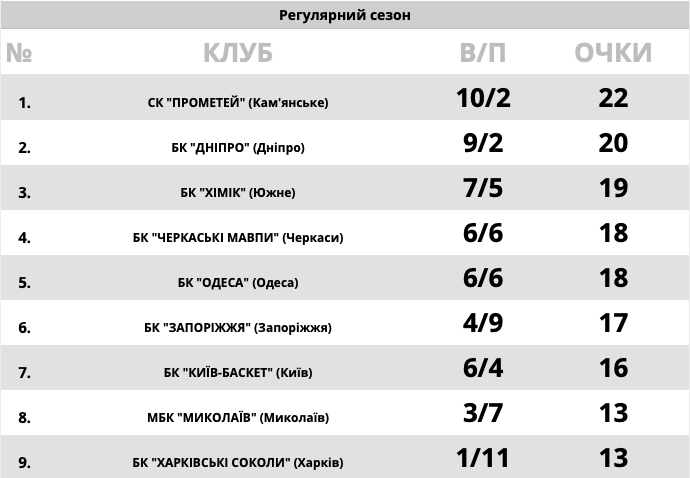 Регулярний сезон
№ КЛУБ В/П ОЧКИ
1. СК "ПРОМЕТЕЙ" (Кам'янське) 10/2 22
2. БК "ДНІПРО" (Дніпро) 9/2 20
3. БК "ХІМІК" (Южне) 7/5 19
4. БК "ЧЕРКАСЬКІ МАВПИ" (Черкаси) 6/6 18
5. БК "ОДЕСА" (Одеса) 6/6 18
6. БК "ЗАПОРІЖЖЯ" (Запоріжжя) 4/9 17
7. БК "КИЇВ-БАСКЕТ" (Київ) 6/4 16
8. МБК "МИКОЛАЇВ" (Миколаїв) 3/7 13
9. БК "ХАРКІВСЬКІ СОКОЛИ" (Харків) 1/11 13